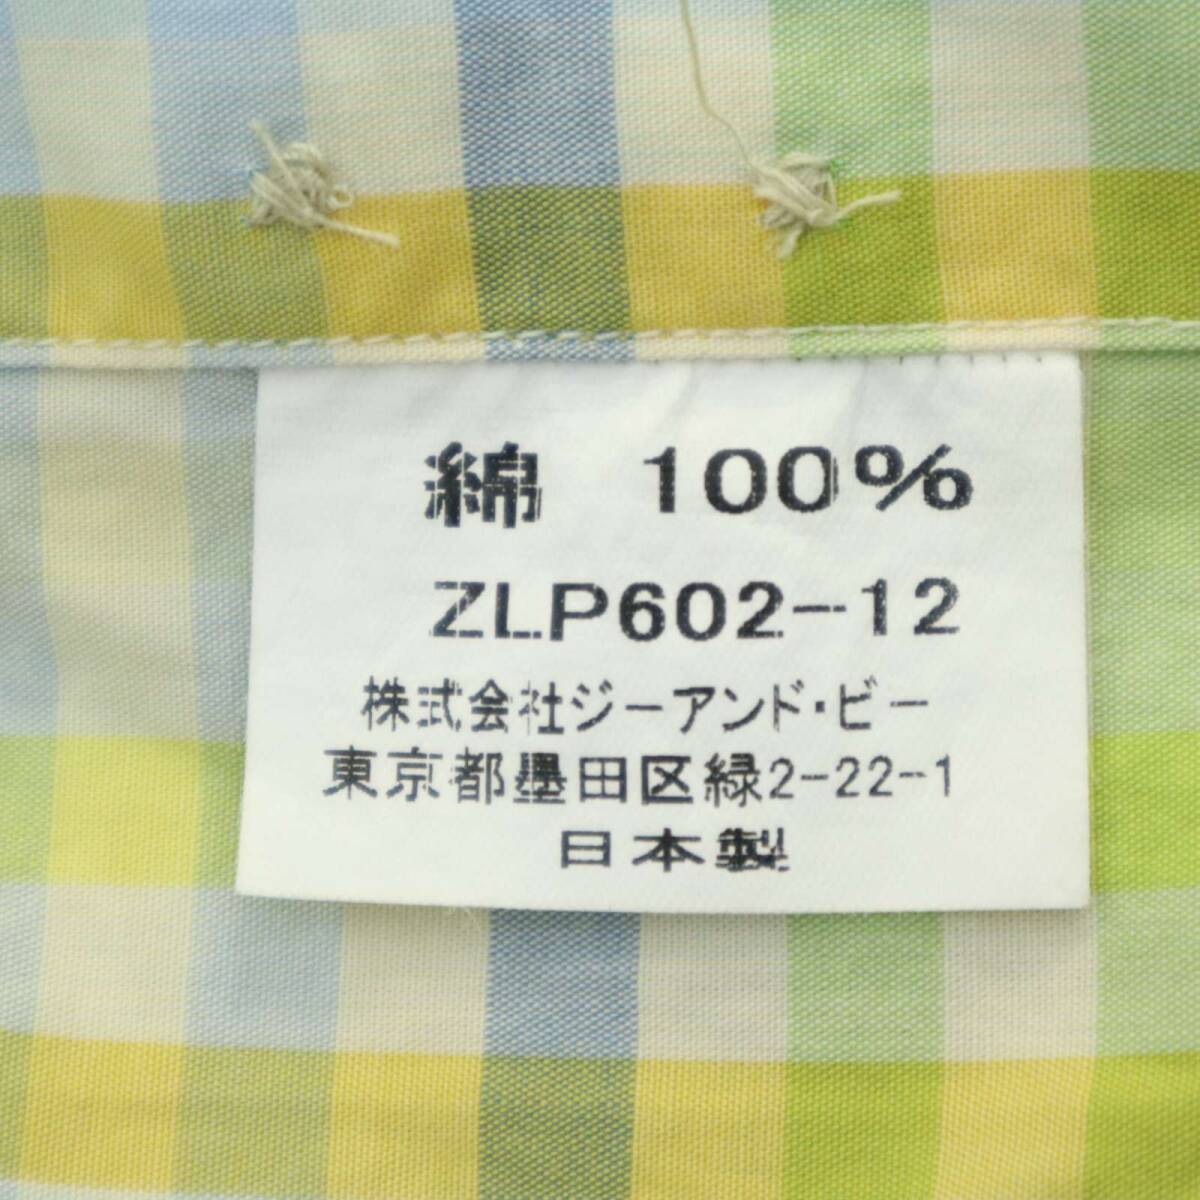 綿 100%
ZLP602-12
株式会社ジーアンド・ビー
東京都墨田区緑2-22-1
日本製